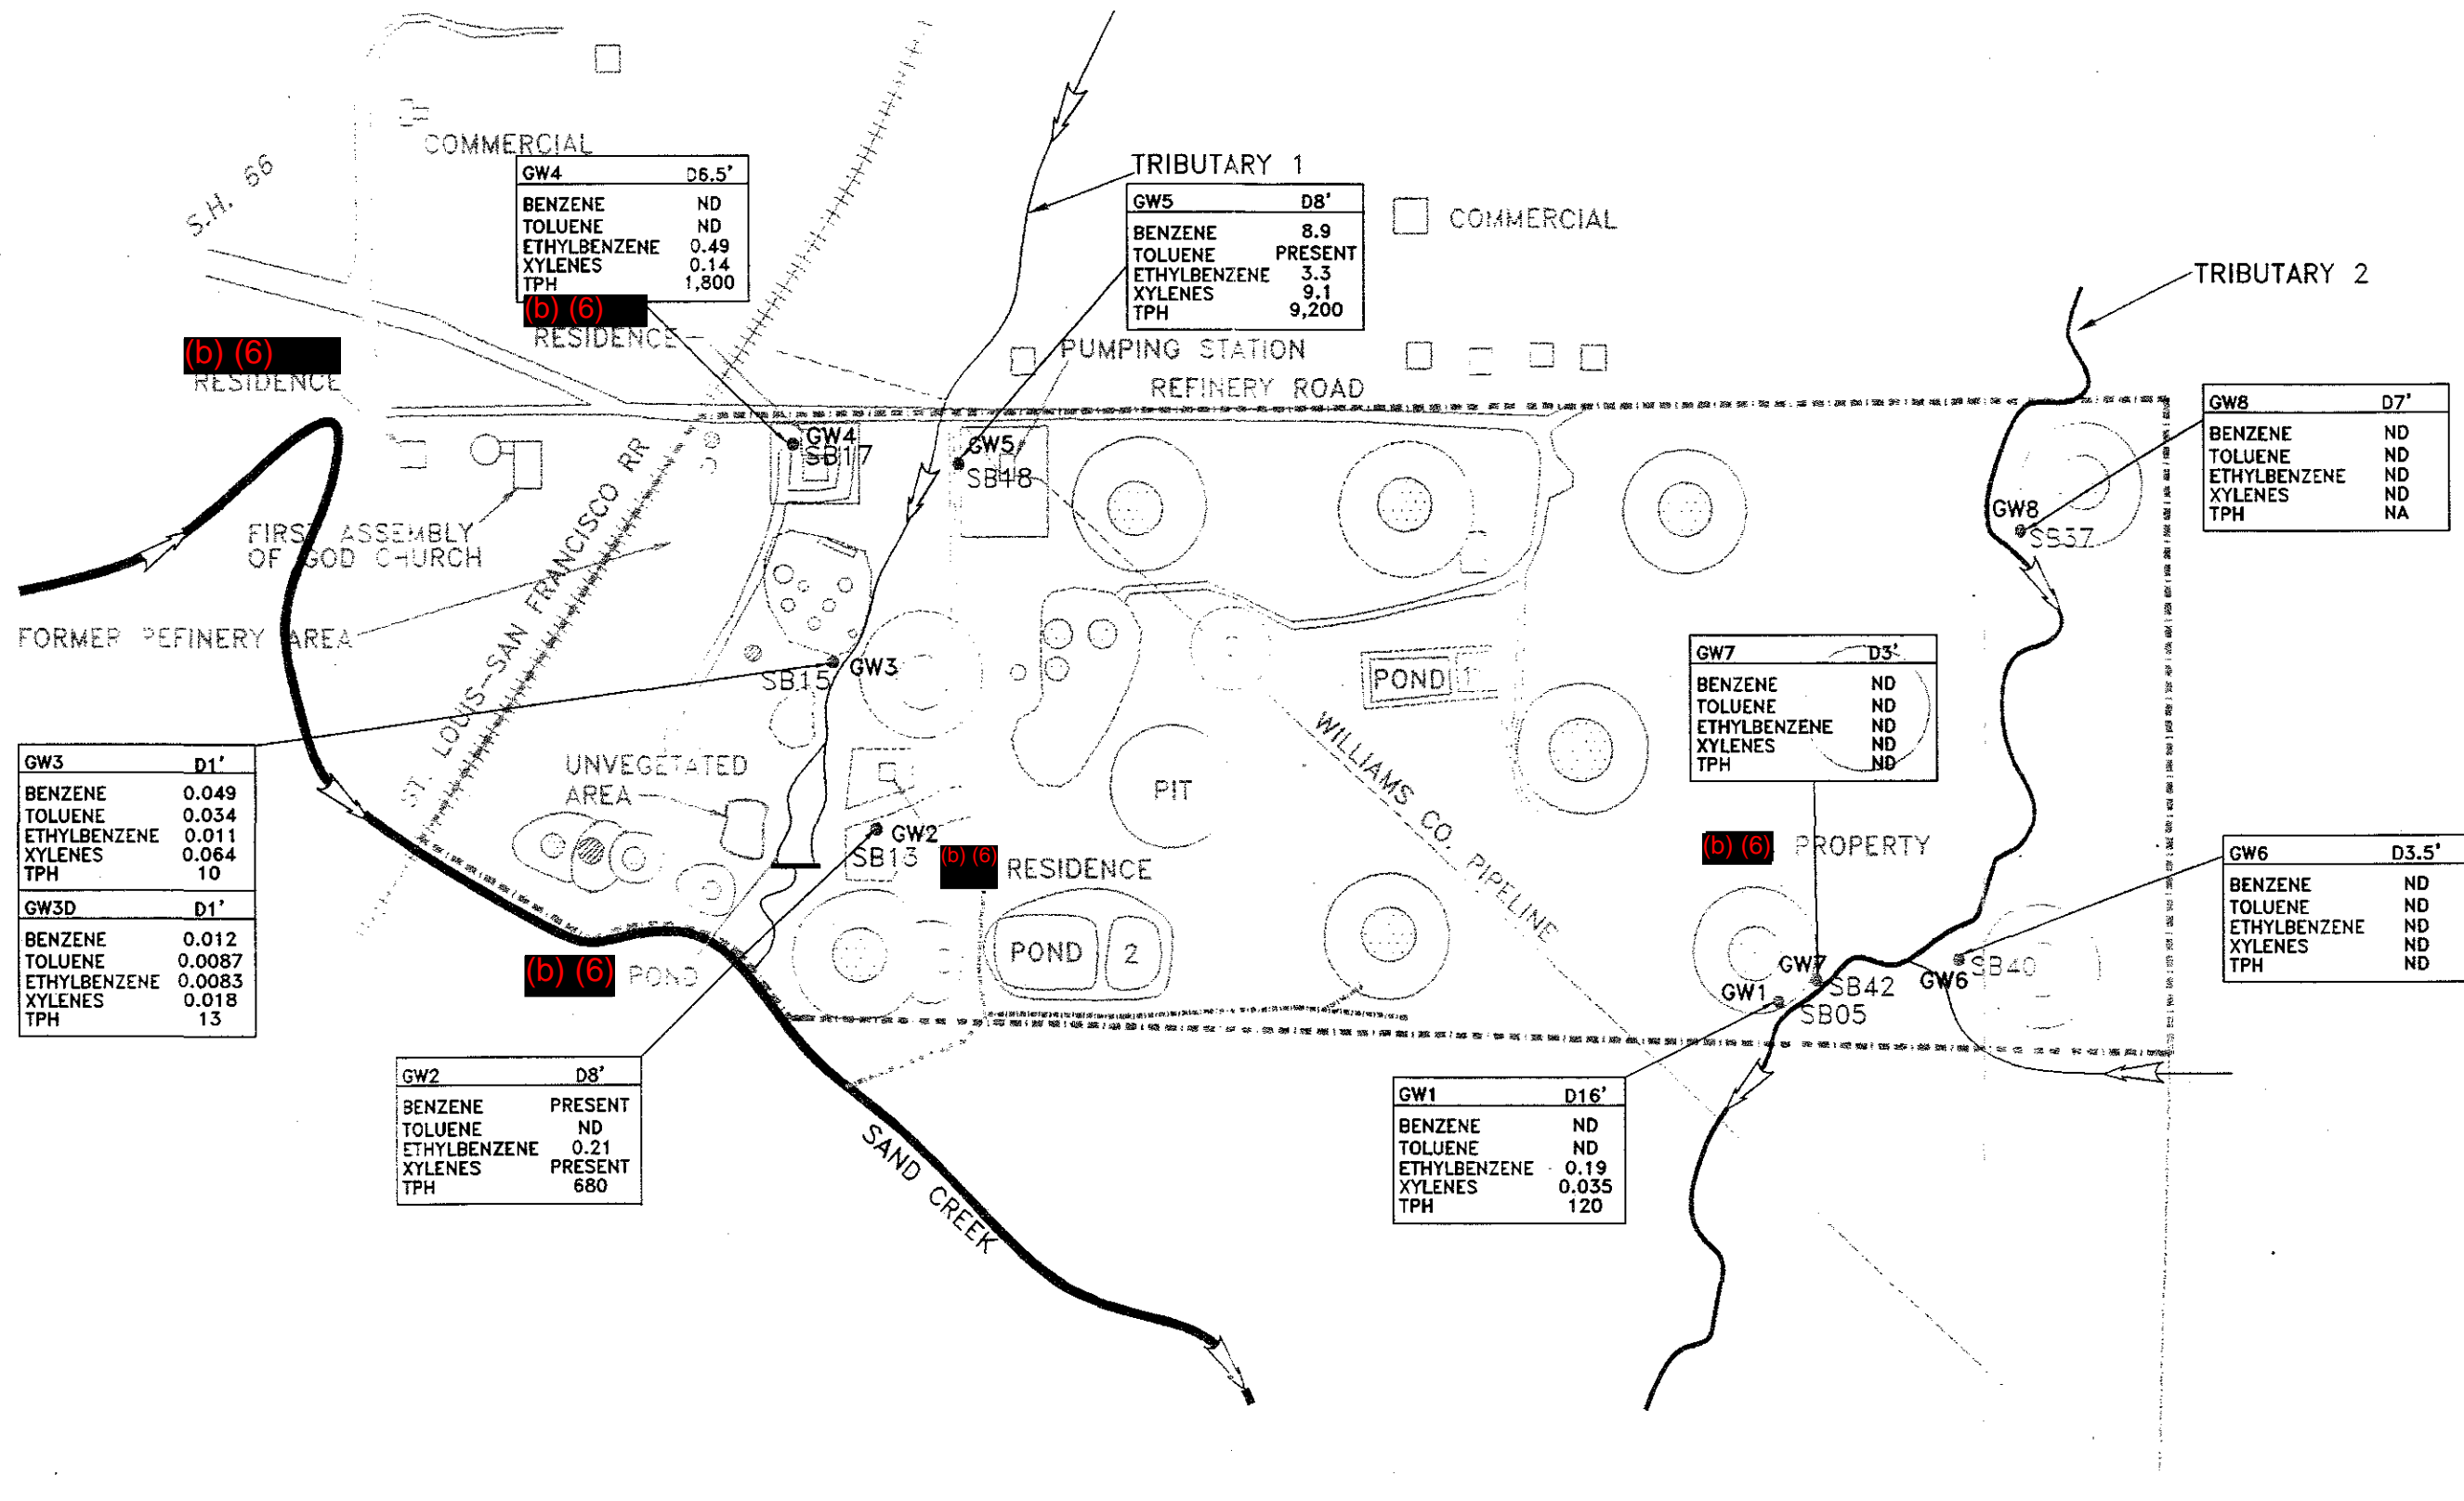 COMMERCIAL
S.H. 66
GW4 D6.5'
BENZENE ND
TOLUENE ND
ETHYLBENZENE 0.49
XYLENES 0.14
TPH 1,800
(b) (6)
RESIDENCE
TRIBUTARY 1
GW5 D8'
BENZENE 8.9
TOLUENE PRESENT
ETHYLBENZENE 3.3
XYLENES 9.1
TPH 9,200
COMMERCIAL
TRIBUTARY 2
(b) (6)
RESIDENCE
PUMPING STATION
REFINERY ROAD
GW8 D7'
BENZENE ND
TOLUENE ND
ETHYLBENZENE ND
XYLENES ND
TPH NA
GW4
SB17
GW5
SB48
GW8
SB37
FIRST ASSEMBLY
OF GOD CHURCH
ST. LOUIS-SAN FRANCISCO RR
FORMER REFINERY AREA
SB15
GW3
POND 1
GW7 D3'
BENZENE ND
TOLUENE ND
ETHYLBENZENE ND
XYLENES ND
TPH ND
GW3 D1'
BENZENE 0.049
TOLUENE 0.034
ETHYLBENZENE 0.011
XYLENES 0.064
TPH 10
GW3D D1'
BENZENE 0.012
TOLUENE 0.0087
ETHYLBENZENE 0.0083
XYLENES 0.018
TPH 13
UNVEGETATED
AREA
PIT
WILLIAMS CO. PIPELINE
GW2
SB13
(b) (6)
RESIDENCE
(b) (6) PROPERTY
GW6 D3.5'
BENZENE ND
TOLUENE ND
ETHYLBENZENE ND
XYLENES ND
TPH ND
POND 2
(b) (6) POND
GW7
SB42
GW1
SB05
GW6
SB40
GW2 D8'
BENZENE PRESENT
TOLUENE ND
ETHYLBENZENE 0.21
XYLENES PRESENT
TPH 680
SAND CREEK
GW1 D16'
BENZENE ND
TOLUENE ND
ETHYLBENZENE 0.19
XYLENES 0.035
TPH 120